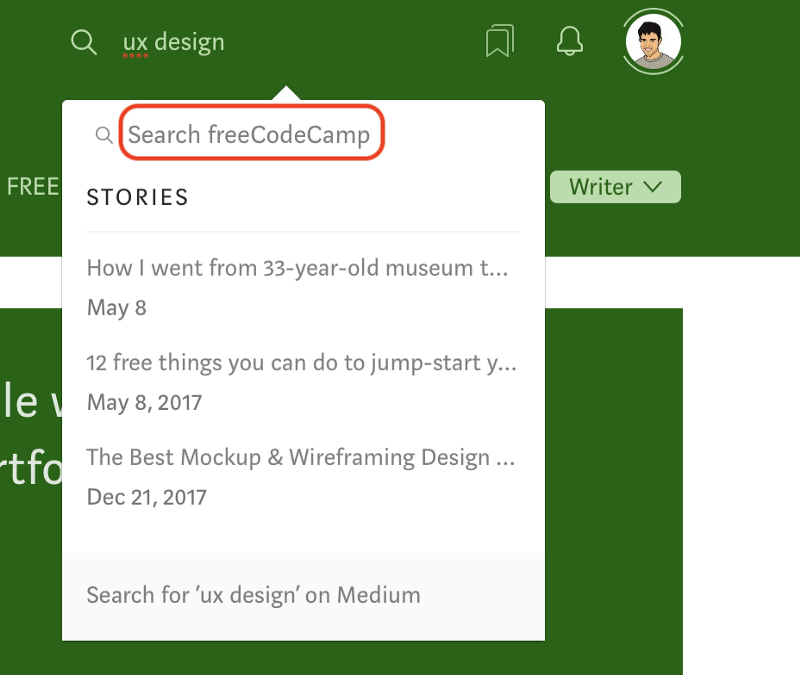 ux design
Search freeCodeCamp
FREE
Writer
STORIES
How I went from 33-year-old museum t...
May 8
12 free things you can do to jump-start y...
May 8, 2017
le
rtfo
The Best Mockup & Wireframing Design ...
Dec 21, 2017
Search for ‘ux design’ on Medium